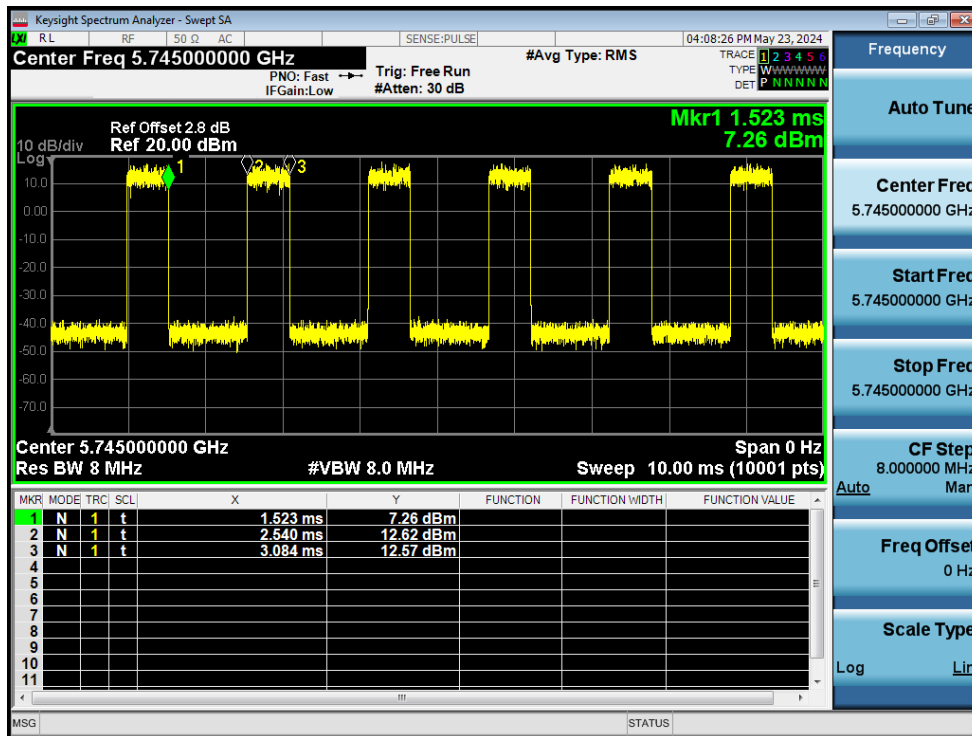 Keysight Spectrum Analyzer - Swept SA
LXI RL RF 50 Ω AC SENSE:PULSE 04:08:26 PM May 23, 2024
Center Freq 5.745000000 GHz
PNO: Fast
IFGain:Low
Trig: Free Run
#Atten: 30 dB
#Avg Type: RMS
TRACE 1 2 3 4 5 6
TYPE WWWWWW
DET P N N N N N
Mkr1 1.523 ms
7.26 dBm
Ref Offset 2.8 dB
10 dB/div Ref 20.00 dBm
Log
1
2
3
10.0
0.00
-10.0
-20.0
-30.0
-40.0
-50.0
-60.0
-70.0
Center 5.745000000 GHz Span 0 Hz
Res BW 8 MHz #VBW 8.0 MHz Sweep 10.00 ms (10001 pts)
MKR MODE TRC SCL X Y FUNCTION FUNCTION WIDTH FUNCTION VALUE
1 N 1 t 1.523 ms 7.26 dBm
2 N 1 t 2.540 ms 12.62 dBm
3 N 1 t 3.084 ms 12.57 dBm
4
5
6
7
8
9
10
11
MSG STATUS
Frequency
Auto Tune
Center Freq
5.745000000 GHz
Start Freq
5.745000000 GHz
Stop Freq
5.745000000 GHz
CF Step
8.000000 MHz
Auto Man
Freq Offset
0 Hz
Scale Type
Log Lin